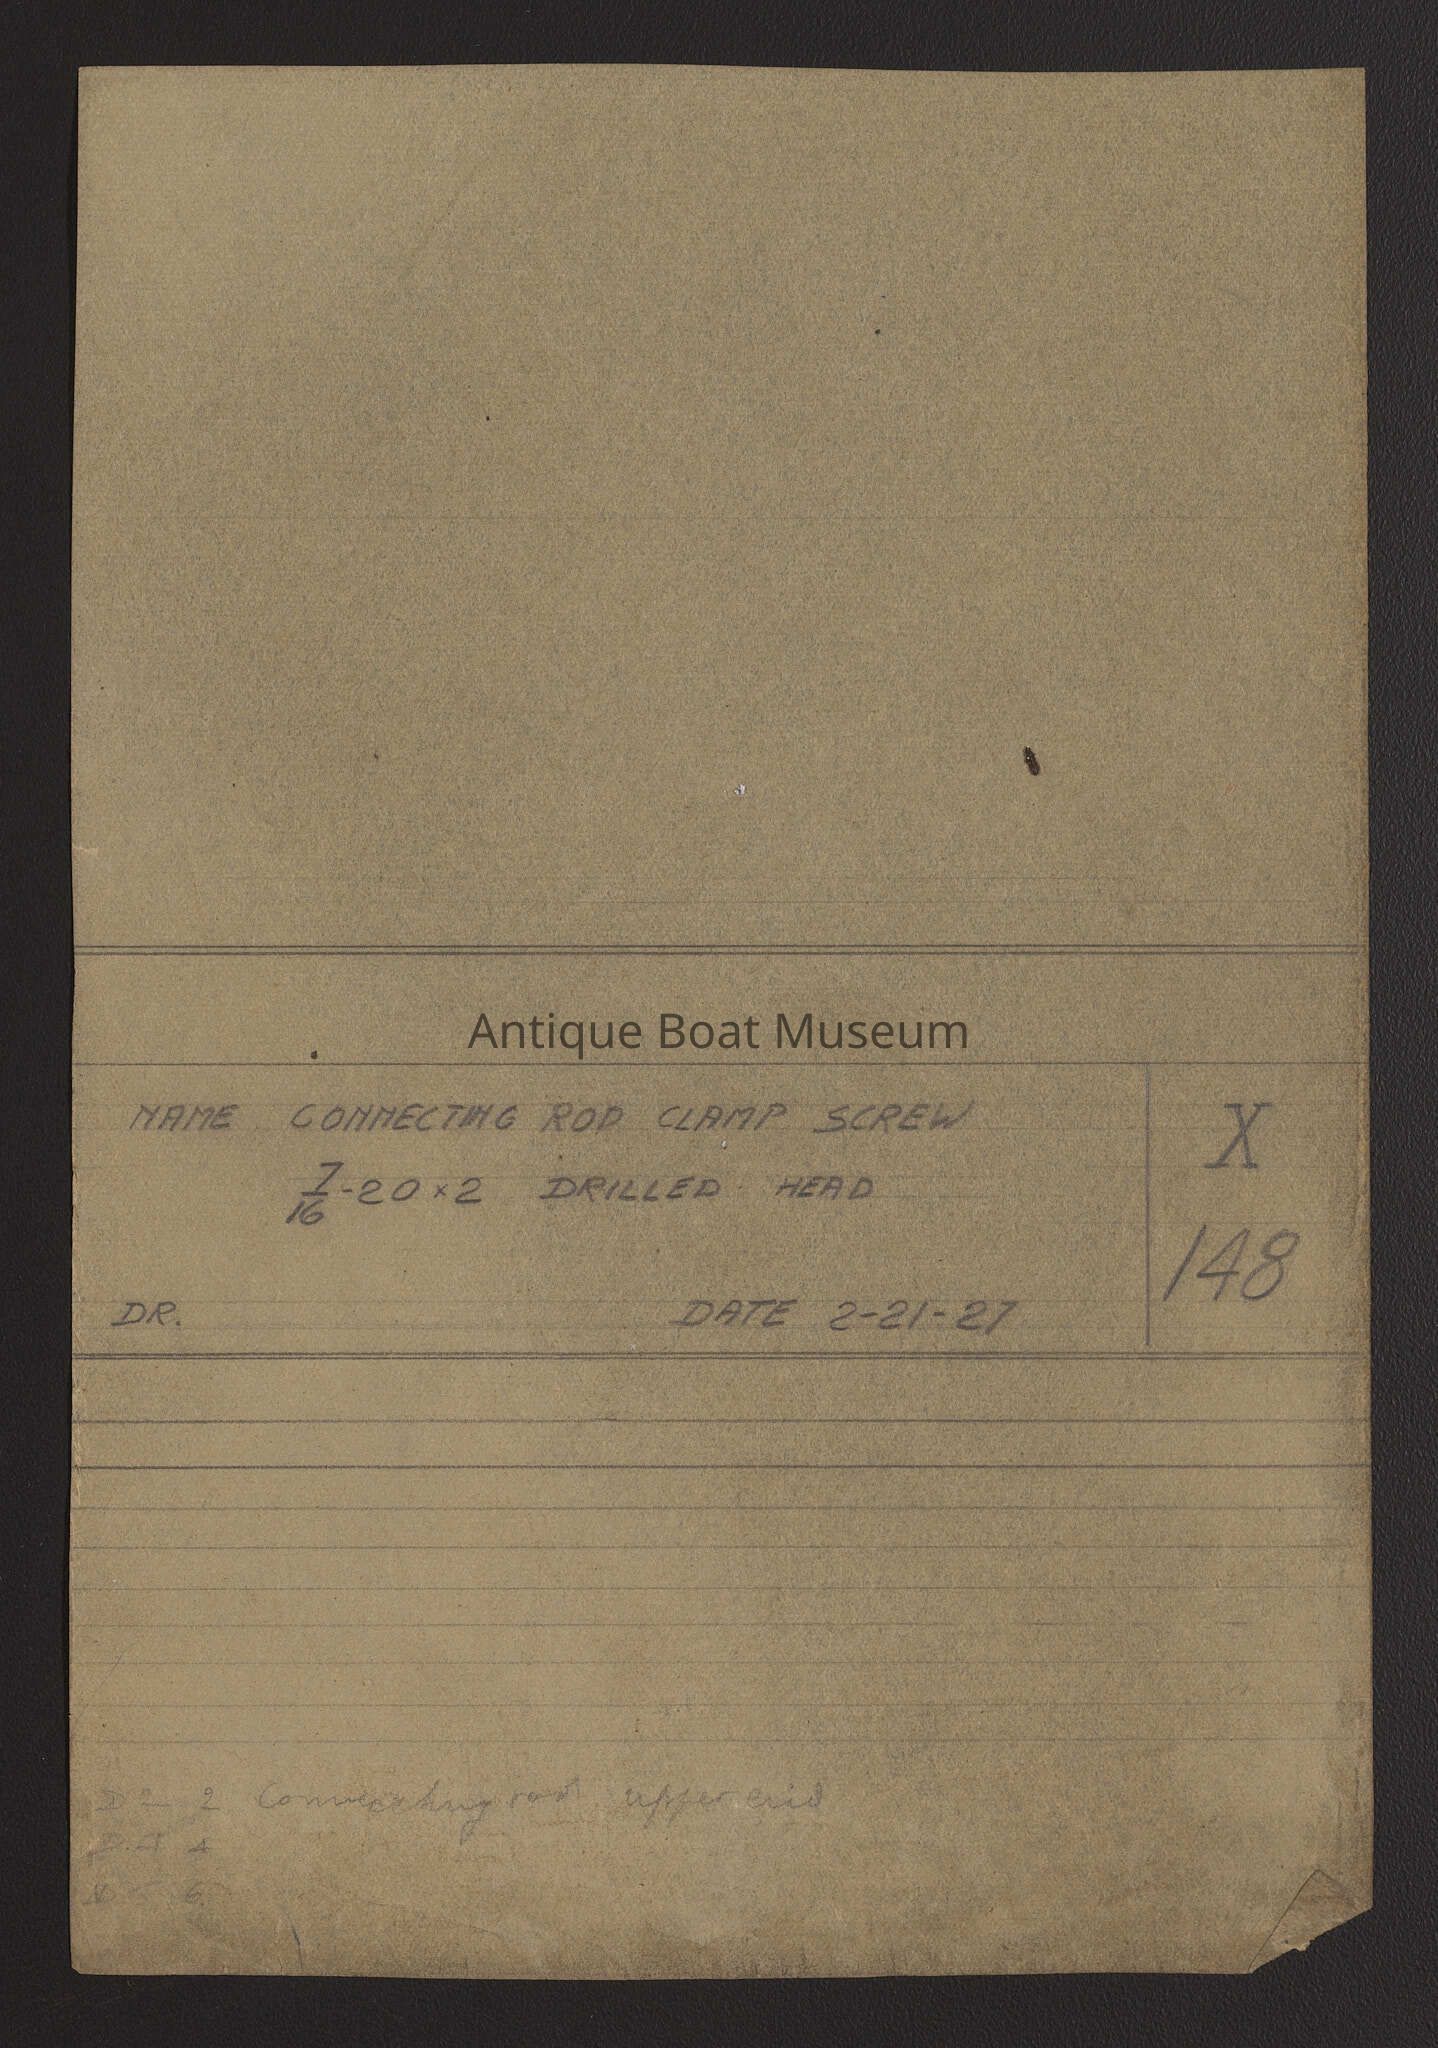 Antique Boat Museum
NAME CONNECTING ROD CLAMP SCREW
7/16-20 x 2 DRILLED HEAD
X
148
DR.
DATE 2-21-27
2 Connecting rod upper end
4
6